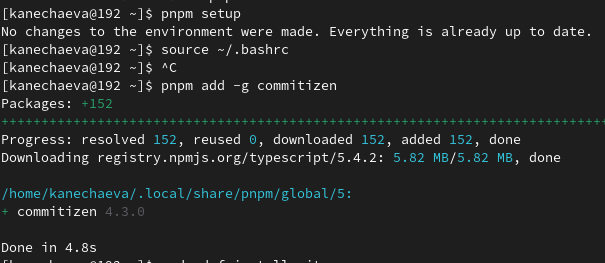 [kanechaeva@192 ~]$ pnpm setup
No changes to the environment were made. Everything is already up to date.
[kanechaeva@192 ~]$ source ~/.bashrc
[kanechaeva@192 ~]$ ^C
[kanechaeva@192 ~]$ pnpm add -g commitizen
Packages: +152
++++++++++++++++++++++++++++++++++++++++++++++++++++++++++++++++++++++++++
Progress: resolved 152, reused 0, downloaded 152, added 152, done
Downloading registry.npmjs.org/typescript/5.4.2: 5.82 MB/5.82 MB, done
/home/kanechaeva/.local/share/pnpm/global/5:
+ commitizen 4.3.0
Done in 4.8s